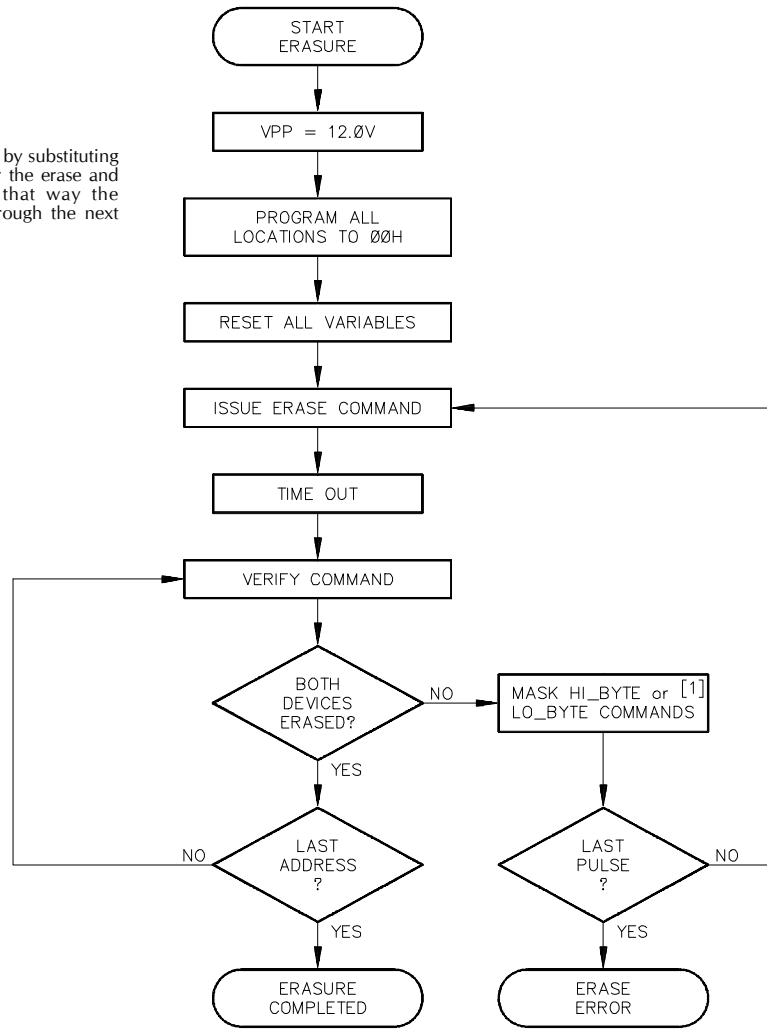 START
ERASURE
VPP = 12.0V
by substituting
the erase and
that way the
rough the next
PROGRAM ALL
LOCATIONS TO 00H
RESET ALL VARIABLES
ISSUE ERASE COMMAND
TIME OUT
VERIFY COMMAND
BOTH
DEVICES
ERASED?
NO
MASK HI_BYTE or [1]
LO_BYTE COMMANDS
YES
NO
LAST
ADDRESS
?
LAST
PULSE
?
NO
YES
YES
ERASURE
COMPLETED
ERASE
ERROR